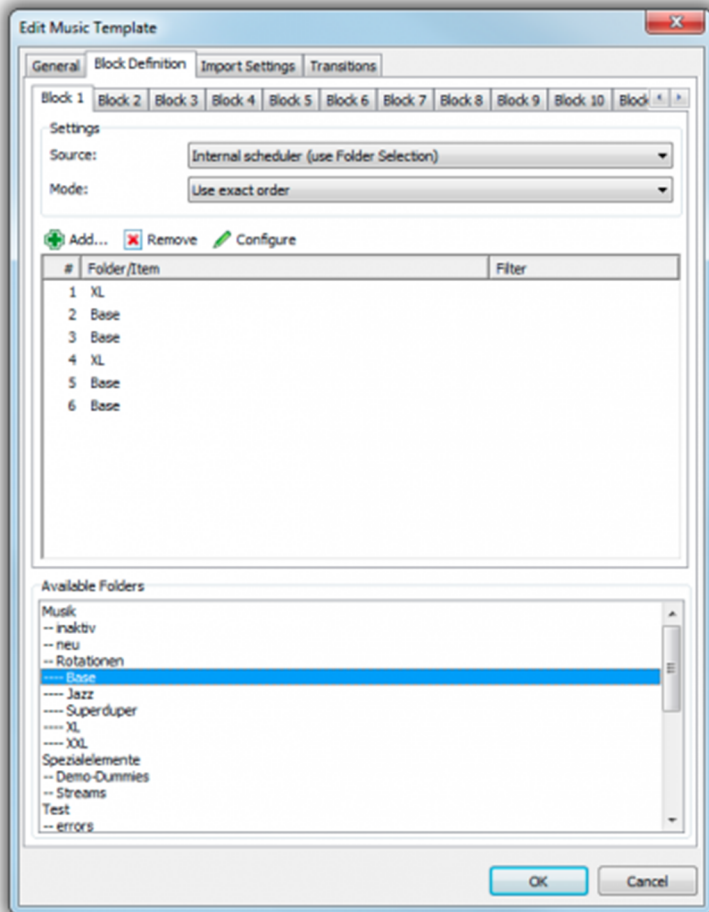 Edit Music Template
General Block Definition Import Settings Transitions
Block 1 Block 2 Block 3 Block 4 Block 5 Block 6 Block 7 Block 8 Block 9 Block 10 Block
Settings
Source: Internal scheduler (use Folder Selection)
Mode: Use exact order
Add... Remove Configure
# Folder/Item Filter
1 XL
2 Base
3 Base
4 XL
5 Base
6 Base
Available Folders
Musik
-- inaktiv
-- neu
-- Rotationen
---- Base
---- Jazz
---- Superduper
---- XL
---- XXL
Spezialelemente
-- Demo-Dummies
-- Streams
Test
-- errors
OK Cancel